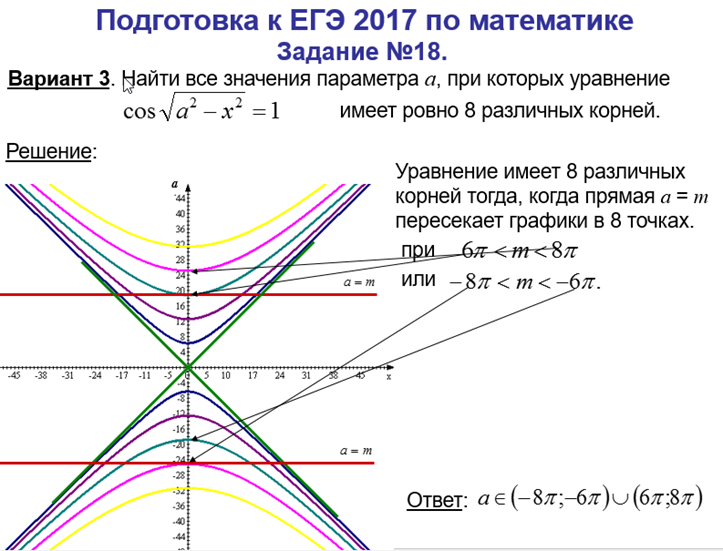 Подготовка к ЕГЭ 2017 по математике
Задание №18.
Вариант 3. Найти все значения параметра a, при которых уравнение
cos√(a² − x²) = 1 имеет ровно 8 различных корней.
Решение:
Уравнение имеет 8 различных
корней тогда, когда прямая a = m
пересекает графики в 8 точках.
при 6π < m < 8π
или −8π < m < −6π.
a
44
40
36
32
28
24
20
16
12
8
4
a = m
-45 -38 -31 -24 -17 -11 -5 0 5 10 17 24 31 38 45 x
-4
-8
-12
-16
-20
-24
-28
-32
-36
-40
-44
-48
a = m
Ответ: a ∈ (−8π;−6π) ∪ (6π;8π)